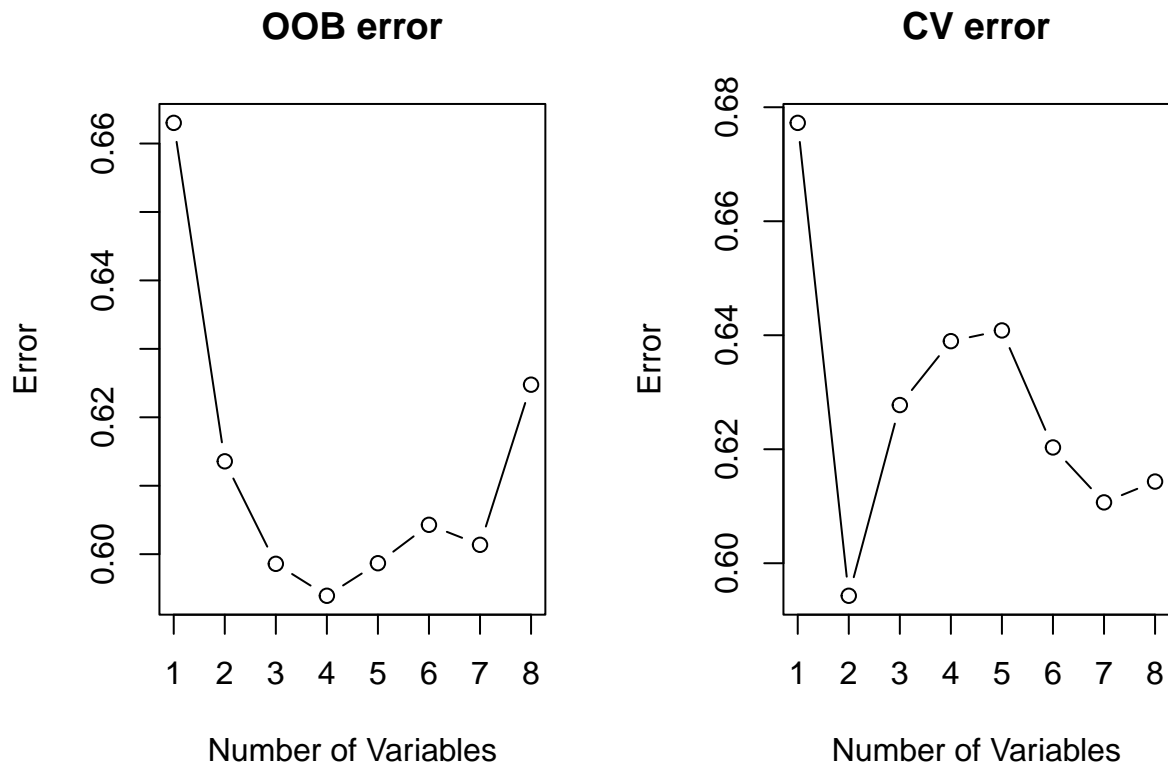 OOB error
Error
0.66
0.64
0.62
0.60
1 2 3 4 5 6 7 8
Number of Variables
CV error
Error
0.68
0.66
0.64
0.62
0.60
1 2 3 4 5 6 7 8
Number of Variables